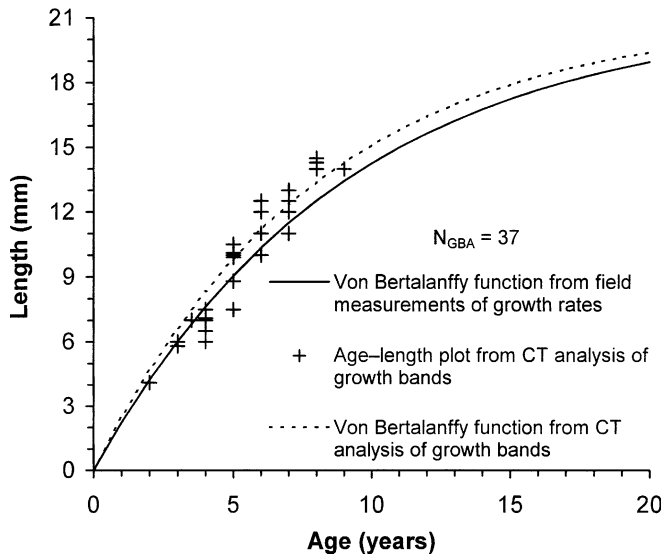 21
18
15
12
9
6
3
0
Length (mm)
N_GBA = 37
Von Bertalanffy function from field
measurements of growth rates
Age–length plot from CT analysis of
growth bands
Von Bertalanffy function from CT
analysis of growth bands
0 5 10 15 20
Age (years)